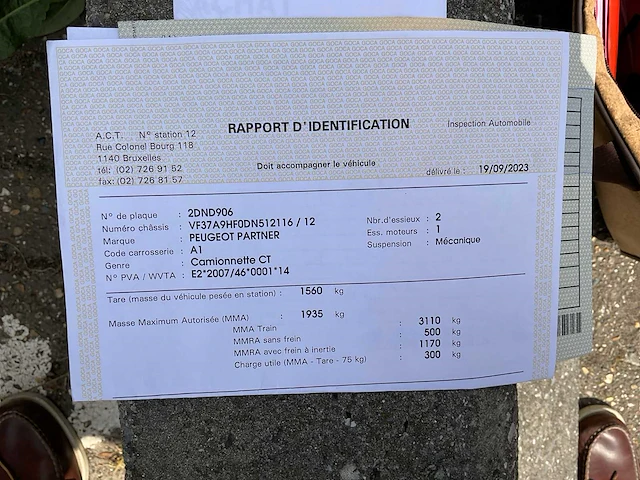 ACHAT
RAPPORT D'IDENTIFICATION
Inspection Automobile
A.C.T. N° station 12
Rue Colonel Bourg 118
1140 Bruxelles
tél: (02) 726 91 52
fax: (02) 726 81 57
Doit accompagner le véhicule
délivré le : 19/09/2023
N° de plaque : 2DND906
Numéro châssis : VF37A9HF0DN512116 / 12
Marque : PEUGEOT PARTNER
Code carrosserie : A1
Genre : Camionnette CT
N° PVA / WVTA : E2*2007/46*0001*14
Nbr.d'essieux : 2
Ess. moteurs : 1
Suspension : Mécanique
Tare (masse du véhicule pesée en station) : 1560 kg
Masse Maximum Autorisée (MMA) : 1935 kg
MMA Train : 3110 kg
MMRA sans frein : 500 kg
MMRA avec frein à inertie : 1170 kg
Charge utile (MMA - Tare - 75 kg) : 300 kg